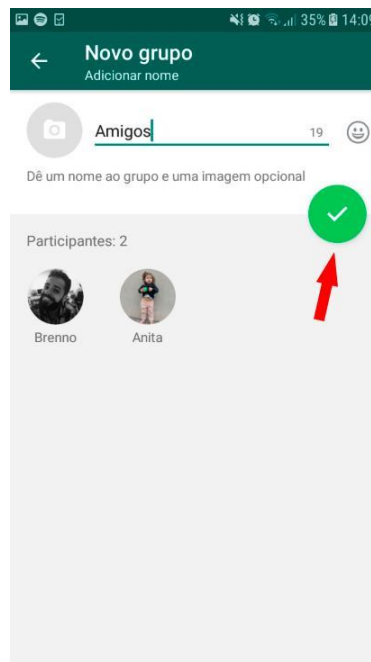 35% 14:09
Novo grupo
Adicionar nome
Amigos 19
Dê um nome ao grupo e uma imagem opcional
Participantes: 2
Brenno Anita